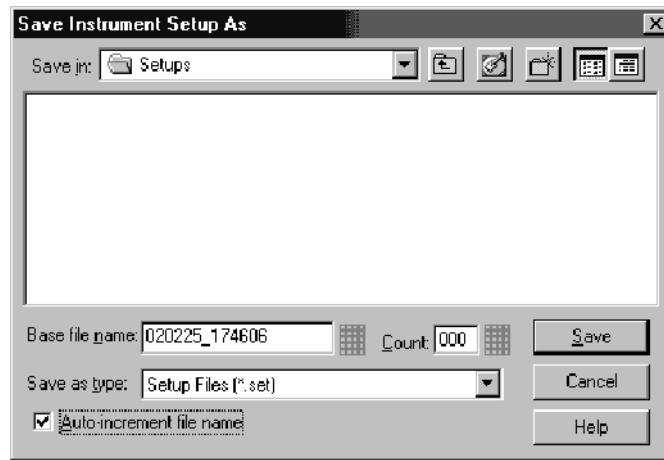 Save Instrument Setup As
Save in: Setups
Base file name: 020225_174606 Count: 000 Save
Save as type: Setup Files (*.set) Cancel
Auto-increment file name Help